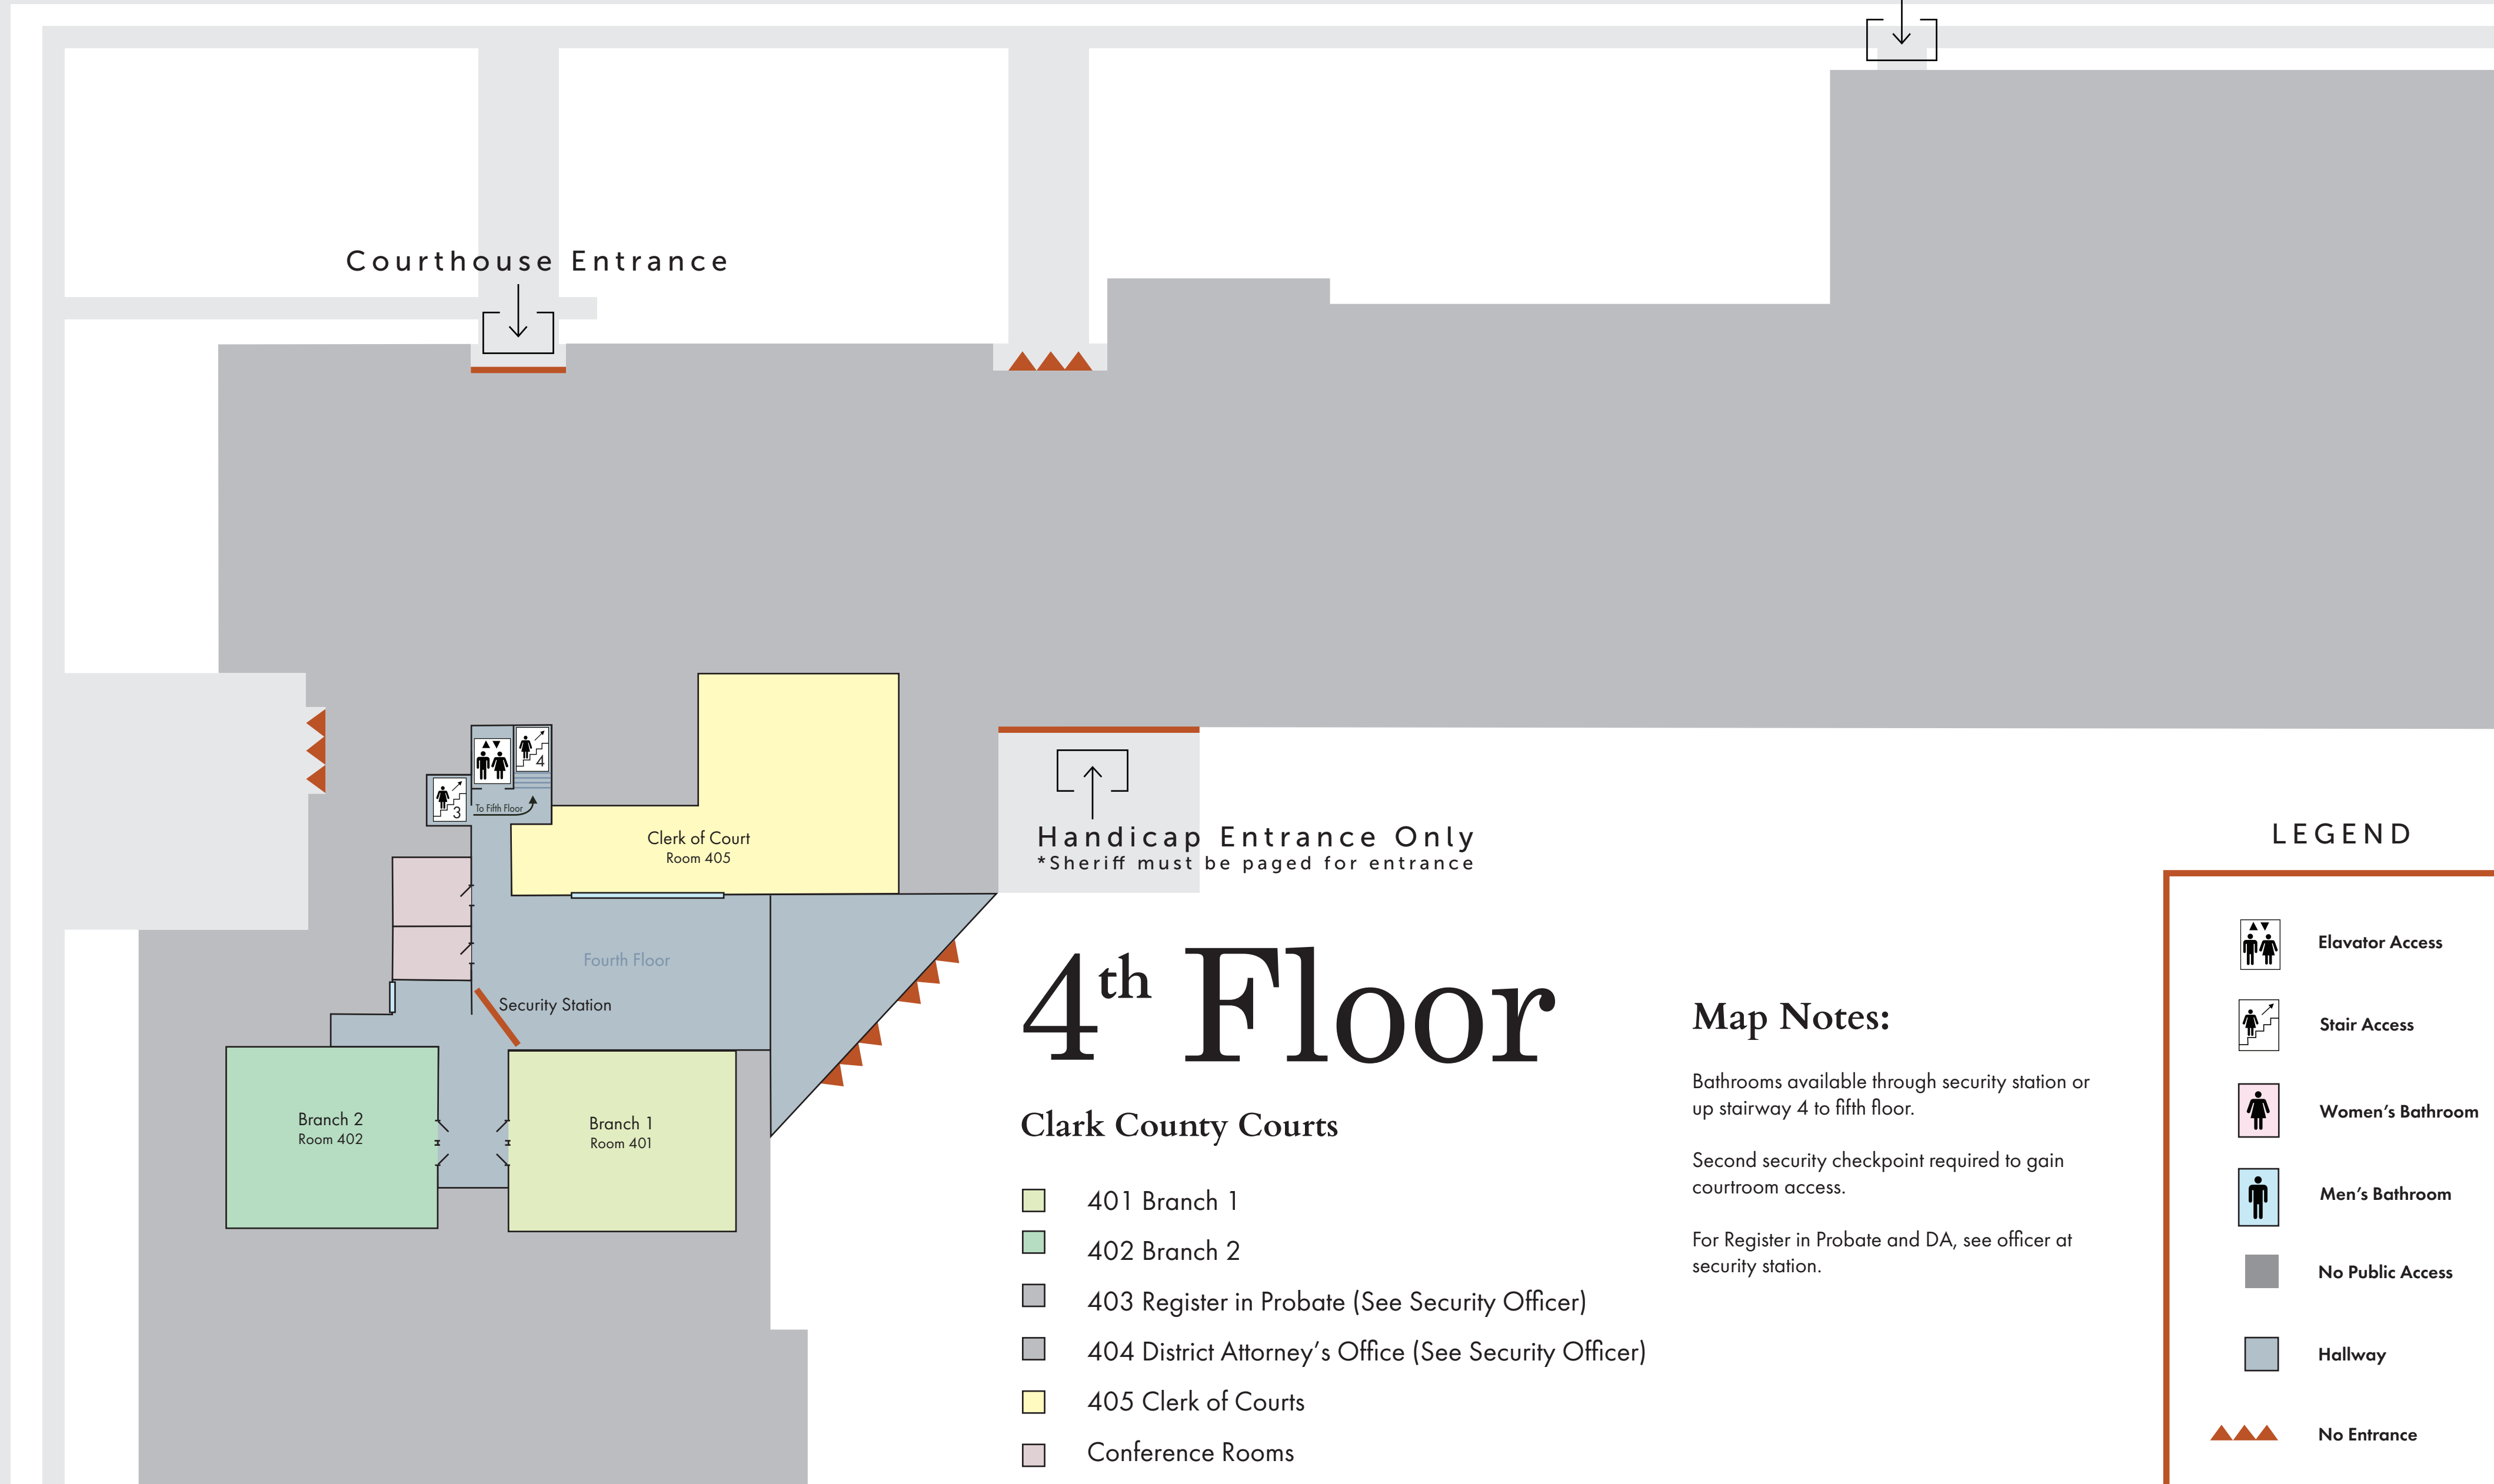 Courthouse Entrance
4
3
To Fifth Floor
Clerk of Court
Room 405
Handicap Entrance Only
*Sheriff must be paged for entrance
Fourth Floor
Security Station
Branch 2
Room 402
Branch 1
Room 401
4th Floor
Clark County Courts
401 Branch 1
402 Branch 2
403 Register in Probate (See Security Officer)
404 District Attorney's Office (See Security Officer)
405 Clerk of Courts
Conference Rooms
Map Notes:
Bathrooms available through security station or
up stairway 4 to fifth floor.
Second security checkpoint required to gain
courtroom access.
For Register in Probate and DA, see officer at
security station.
LEGEND
Elavator Access
Stair Access
Women's Bathroom
Men's Bathroom
No Public Access
Hallway
No Entrance